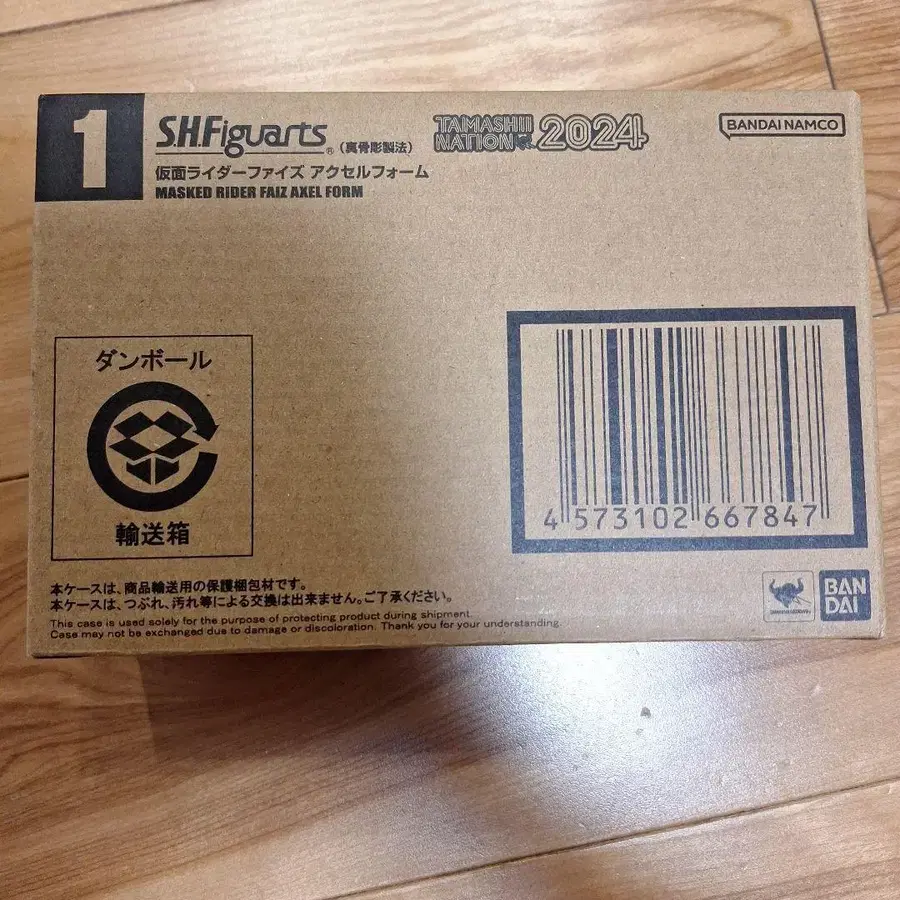 1
S.H.Figuarts® (真骨彫製法)
TAMASHII NATION 2024
BANDAI NAMCO
仮面ライダーファイズ アクセルフォーム
MASKED RIDER FAIZ AXEL FORM
ダンボール
輸送箱
4 573102 667847
本ケースは、商品輸送用の保護梱包材です。
本ケースは、つぶれ、汚れ等による交換は出来ません。ご了承ください。
This case is used solely for the purpose of protecting product during shipment.
Case may not be exchanged due to damage or discoloration. Thank you for your understanding.
BAN
DAI